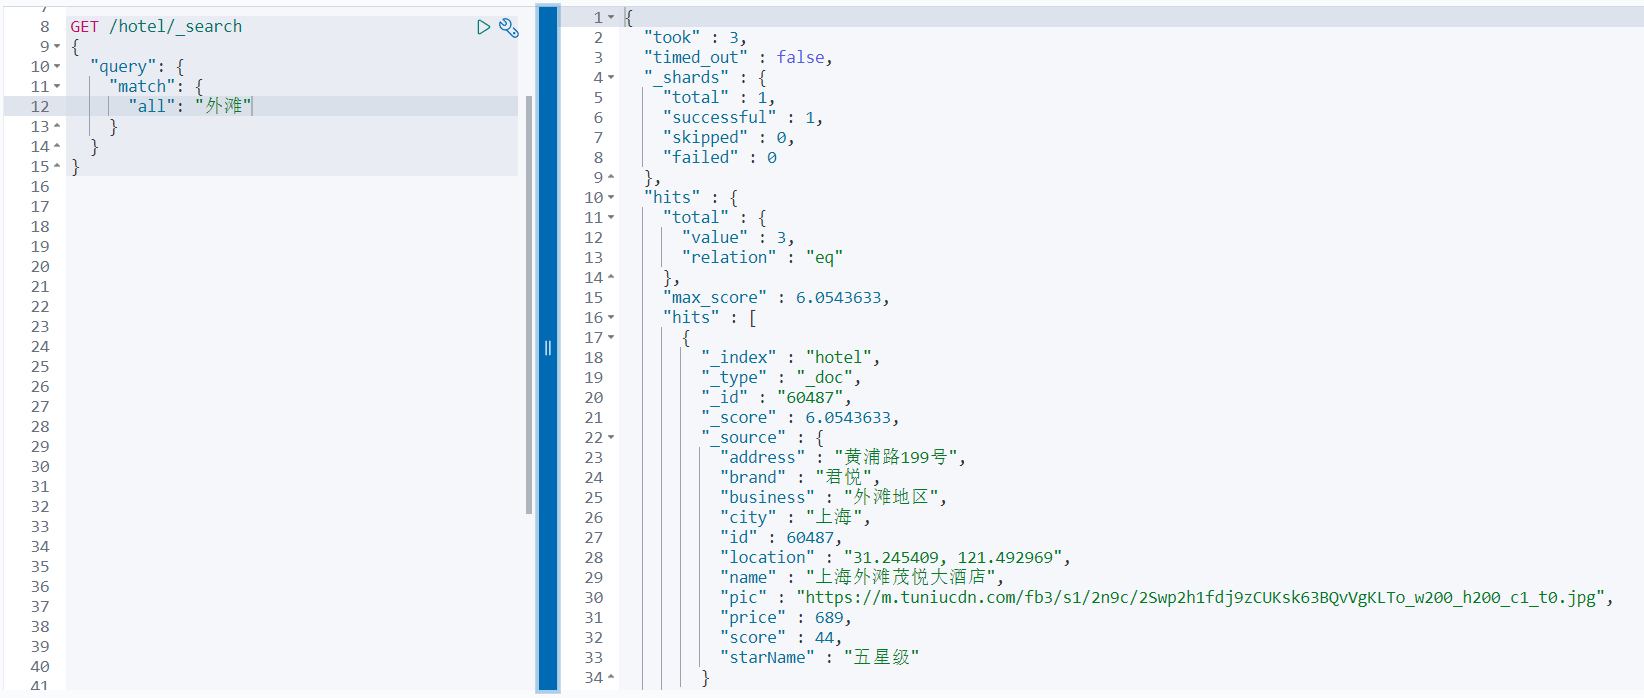 7
8 GET /hotel/_search
9 {
10 "query": {
11 "match": {
12 "all": "外滩"
13 }
14 }
15 }
16
17
18
19
20
21
22
23
24
25
26
27
28
29
30
31
32
33
34
35
36
37
38
39
40
41
1 {
2 "took" : 3,
3 "timed_out" : false,
4 "_shards" : {
5 "total" : 1,
6 "successful" : 1,
7 "skipped" : 0,
8 "failed" : 0
9 },
10 "hits" : {
11 "total" : {
12 "value" : 3,
13 "relation" : "eq"
14 },
15 "max_score" : 6.0543633,
16 "hits" : [
17 {
18 "_index" : "hotel",
19 "_type" : "_doc",
20 "_id" : "60487",
21 "_score" : 6.0543633,
22 "_source" : {
23 "address" : "黄浦路199号",
24 "brand" : "君悦",
25 "business" : "外滩地区",
26 "city" : "上海",
27 "id" : 60487,
28 "location" : "31.245409, 121.492969",
29 "name" : "上海外滩茂悦大酒店",
30 "pic" : "https://m.tuniucdn.com/fb3/s1/2n9c/2Swp2h1fdj9zCUKsk63BQvVgKLTo_w200_h200_c1_t0.jpg",
31 "price" : 689,
32 "score" : 44,
33 "starName" : "五星级"
34 }